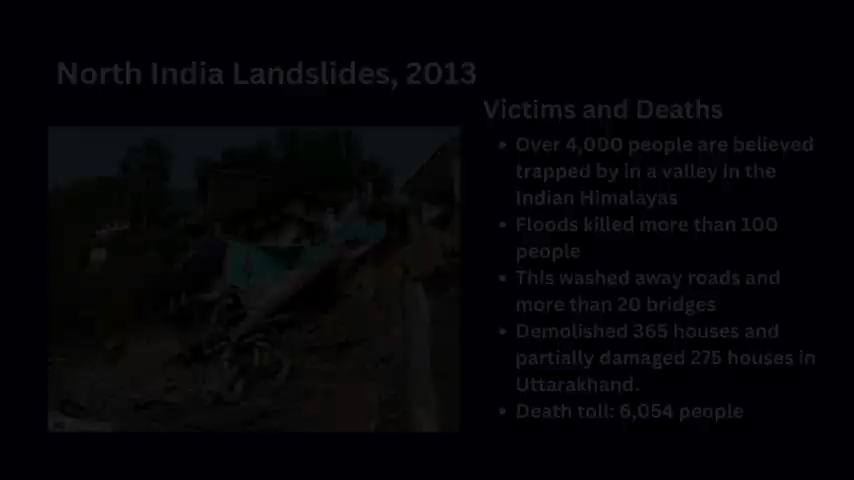 North India Landslides, 2013
Victims and Deaths
• Over 4,000 people are believed
trapped by in a valley in the
Indian Himalayas
• Floods killed more than 100
people
• This washed away roads and
more than 20 bridges
• Demolished 365 houses and
partially damaged 275 houses in
Uttarakhand.
• Death toll: 6,054 people